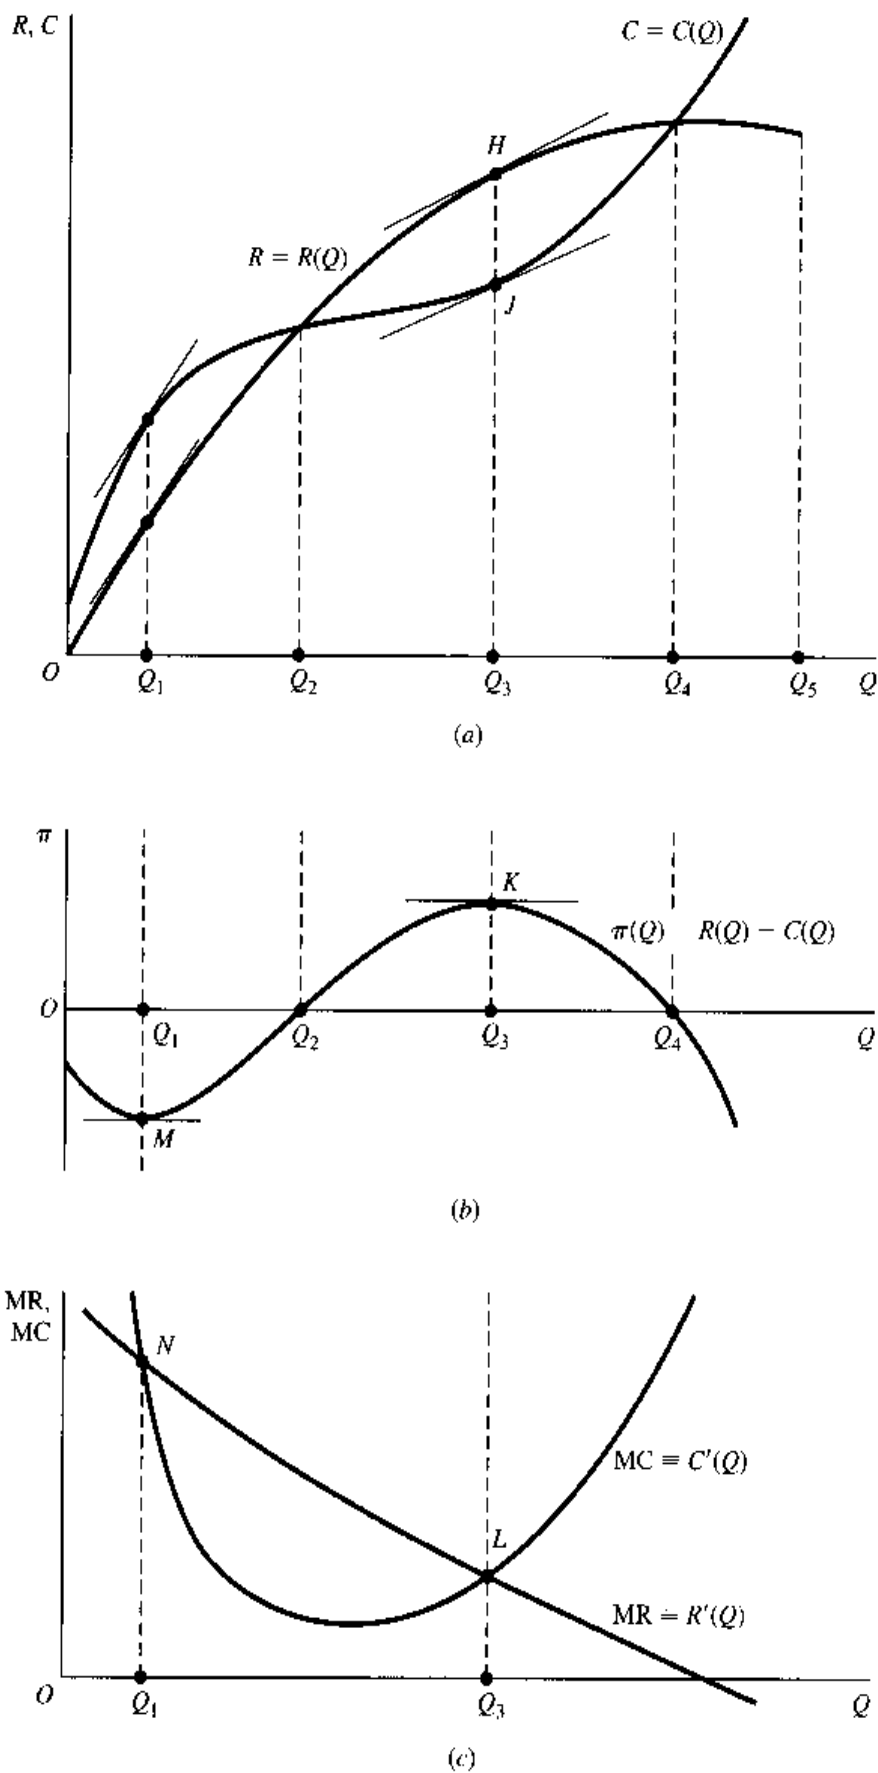 R, C
C = C(Q)
H
R = R(Q)
J
O
Q₁ Q₂ Q₃ Q₄ Q₅ Q
(a)
π
K
π(Q) R(Q) − C(Q)
O
Q₁ Q₂ Q₃ Q₄ Q
M
(b)
MR,
MC
N
MC ≡ C′(Q)
L
MR ≡ R′(Q)
O
Q₁ Q₃ Q
(c)